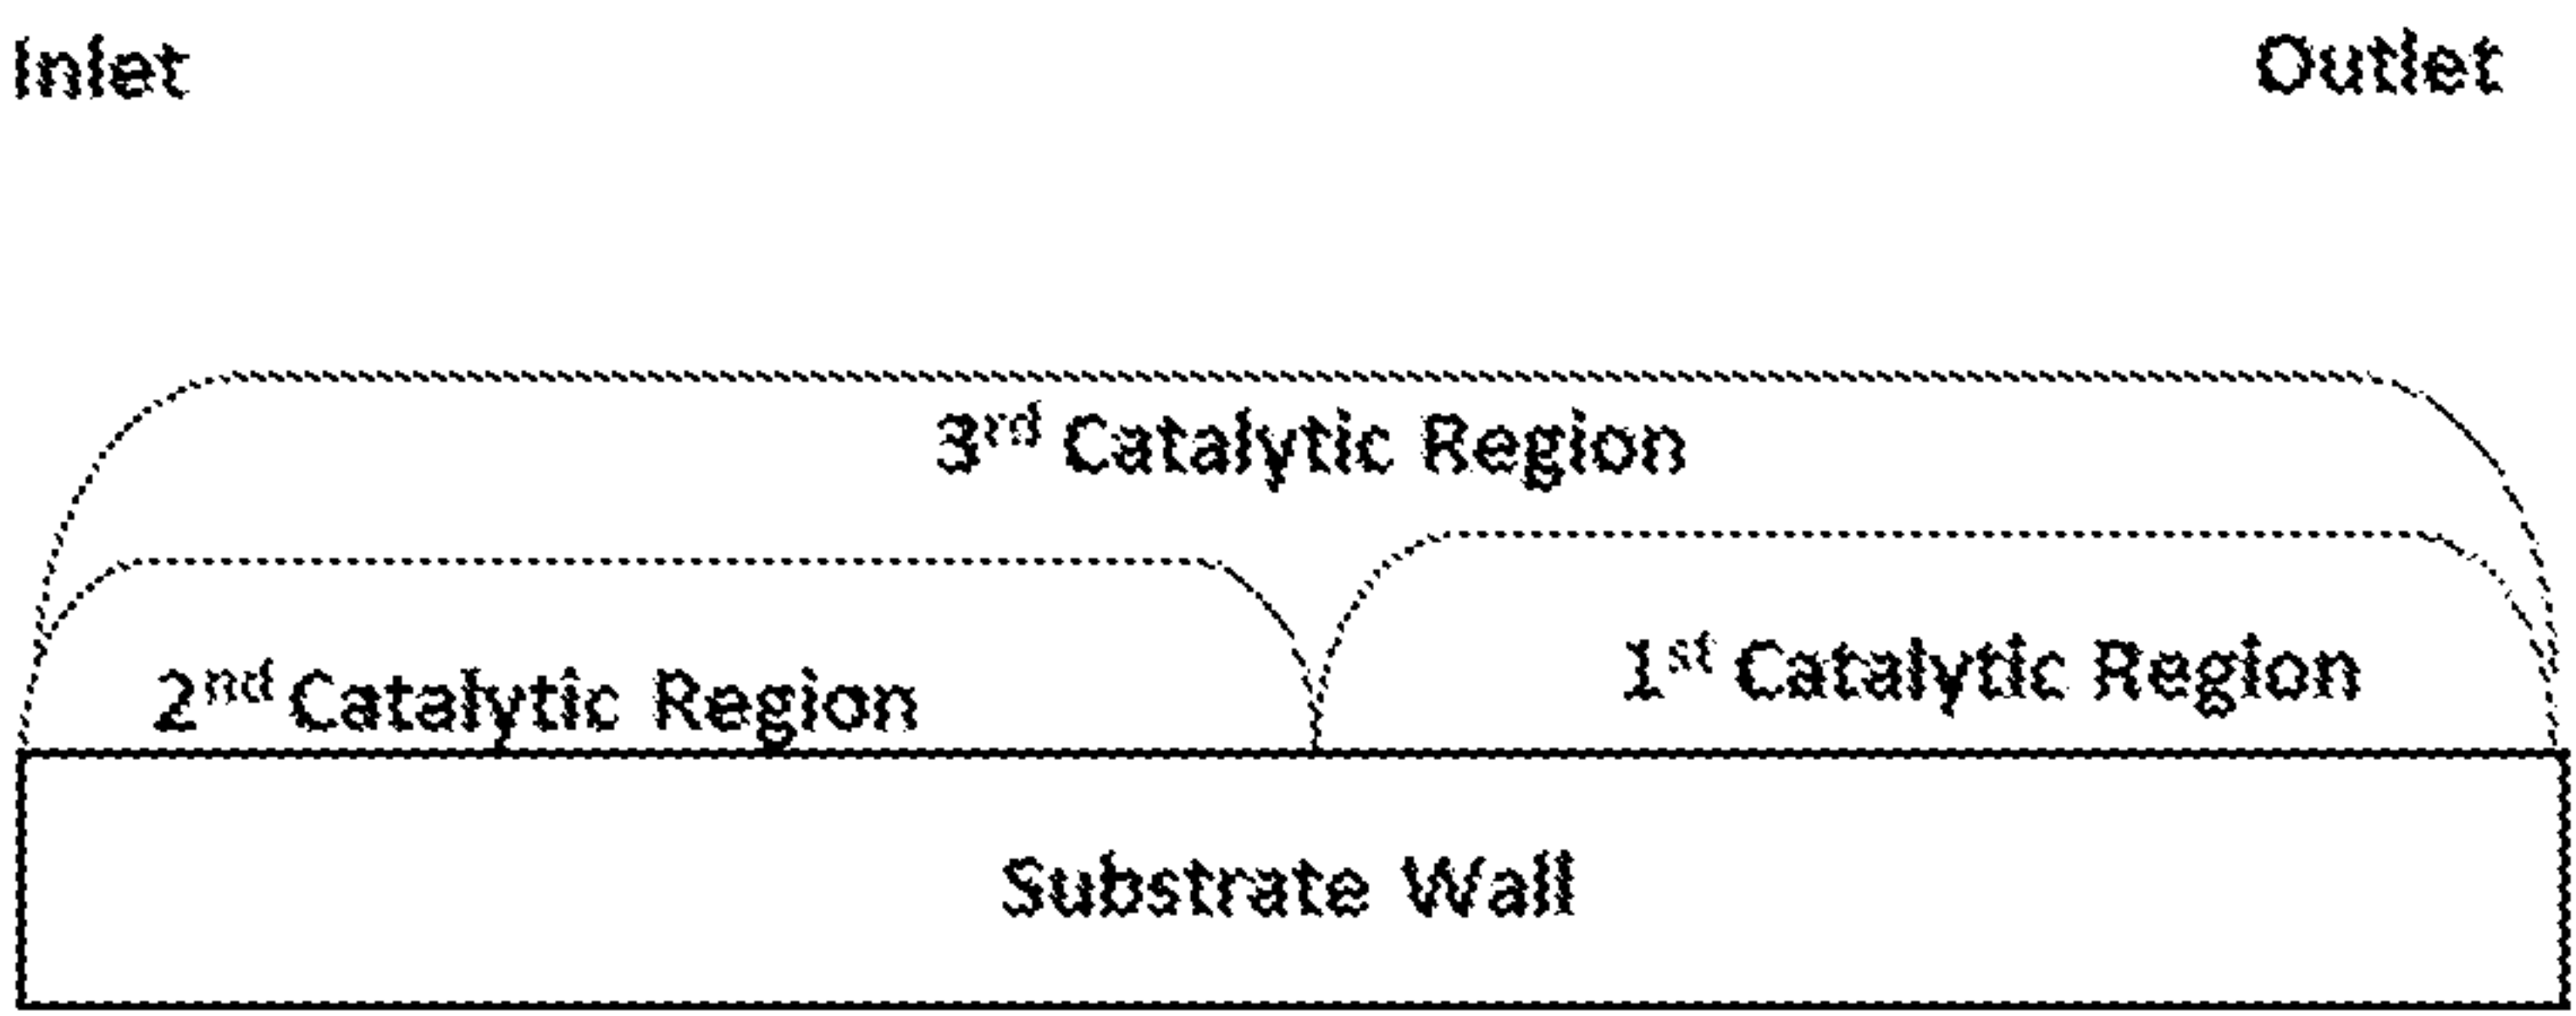 Inlet
Outlet
3rd Catalytic Region
2nd Catalytic Region
1st Catalytic Region
Substrate Wall